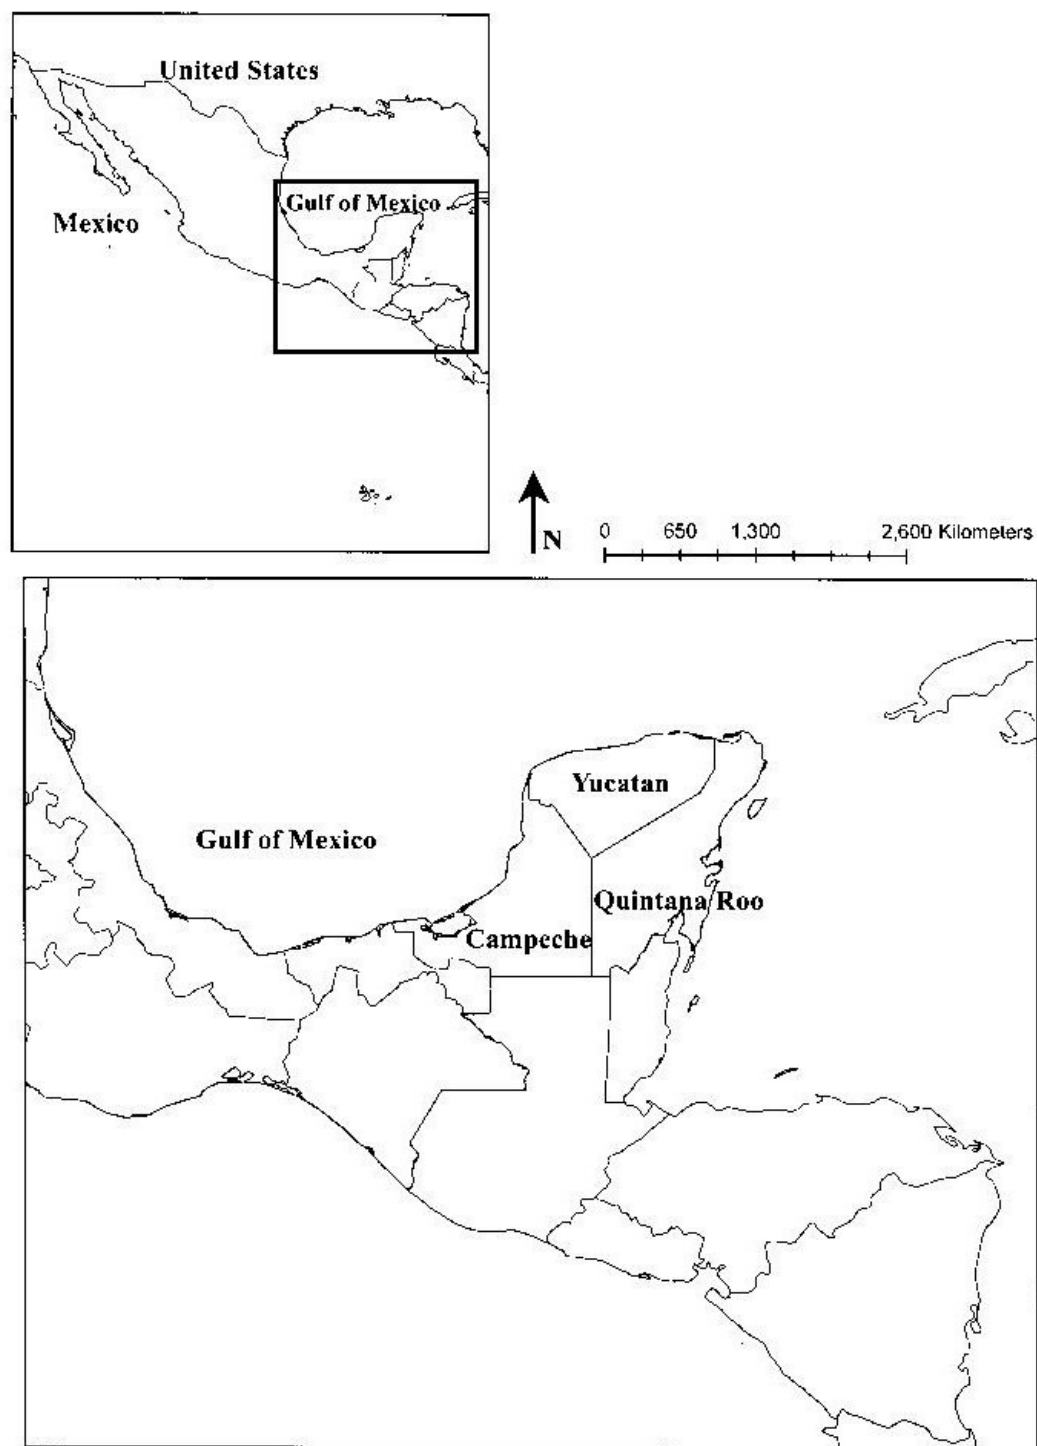 United States
Gulf of Mexico
Mexico
N
0 650 1,300 2,600 Kilometers
Yucatan
Gulf of Mexico
Quintana Roo
Campeche